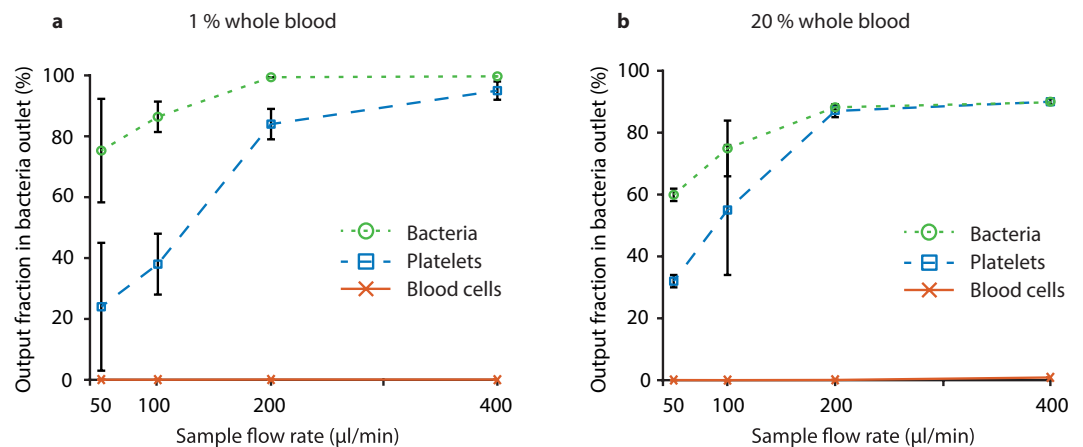 a 1 % whole blood
Output fraction in bacteria outlet (%)
100
80
60
40
20
0
50 100 200 400
Sample flow rate (µl/min)
Bacteria
Platelets
Blood cells
b 20 % whole blood
Output fraction in bacteria outlet (%)
100
80
60
40
20
0
50 100 200 400
Sample flow rate (µl/min)
Bacteria
Platelets
Blood cells